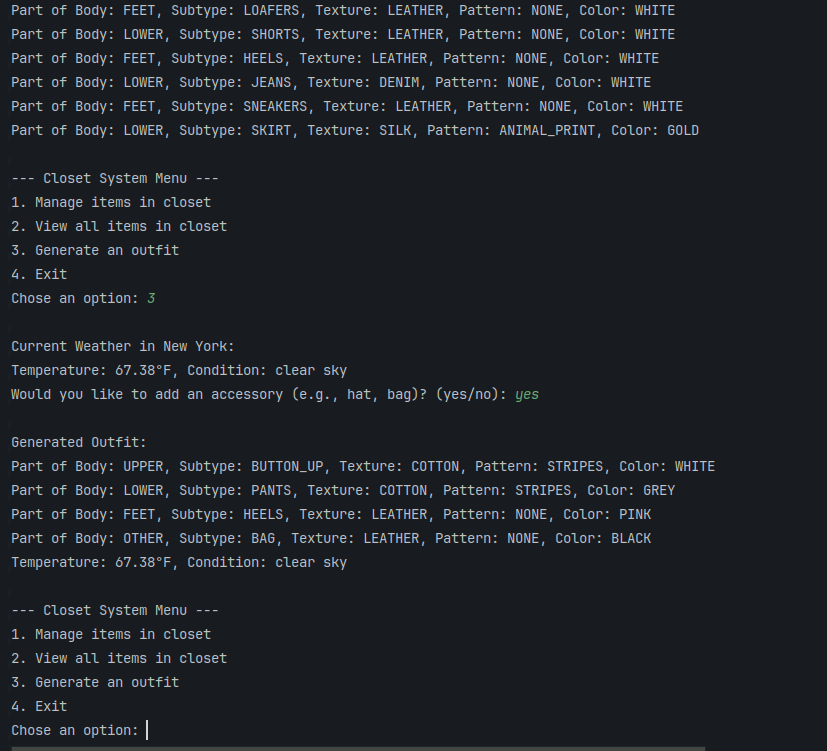 Part of Body: FEET, Subtype: LOAFERS, Texture: LEATHER, Pattern: NONE, Color: WHITE
Part of Body: LOWER, Subtype: SHORTS, Texture: LEATHER, Pattern: NONE, Color: WHITE
Part of Body: FEET, Subtype: HEELS, Texture: LEATHER, Pattern: NONE, Color: WHITE
Part of Body: LOWER, Subtype: JEANS, Texture: DENIM, Pattern: NONE, Color: WHITE
Part of Body: FEET, Subtype: SNEAKERS, Texture: LEATHER, Pattern: NONE, Color: WHITE
Part of Body: LOWER, Subtype: SKIRT, Texture: SILK, Pattern: ANIMAL_PRINT, Color: GOLD

--- Closet System Menu ---
1. Manage items in closet
2. View all items in closet
3. Generate an outfit
4. Exit
Chose an option: 3

Current Weather in New York:
Temperature: 67.38°F, Condition: clear sky
Would you like to add an accessory (e.g., hat, bag)? (yes/no): yes

Generated Outfit:
Part of Body: UPPER, Subtype: BUTTON_UP, Texture: COTTON, Pattern: STRIPES, Color: WHITE
Part of Body: LOWER, Subtype: PANTS, Texture: COTTON, Pattern: STRIPES, Color: GREY
Part of Body: FEET, Subtype: HEELS, Texture: LEATHER, Pattern: NONE, Color: PINK
Part of Body: OTHER, Subtype: BAG, Texture: LEATHER, Pattern: NONE, Color: BLACK
Temperature: 67.38°F, Condition: clear sky

--- Closet System Menu ---
1. Manage items in closet
2. View all items in closet
3. Generate an outfit
4. Exit
Chose an option: